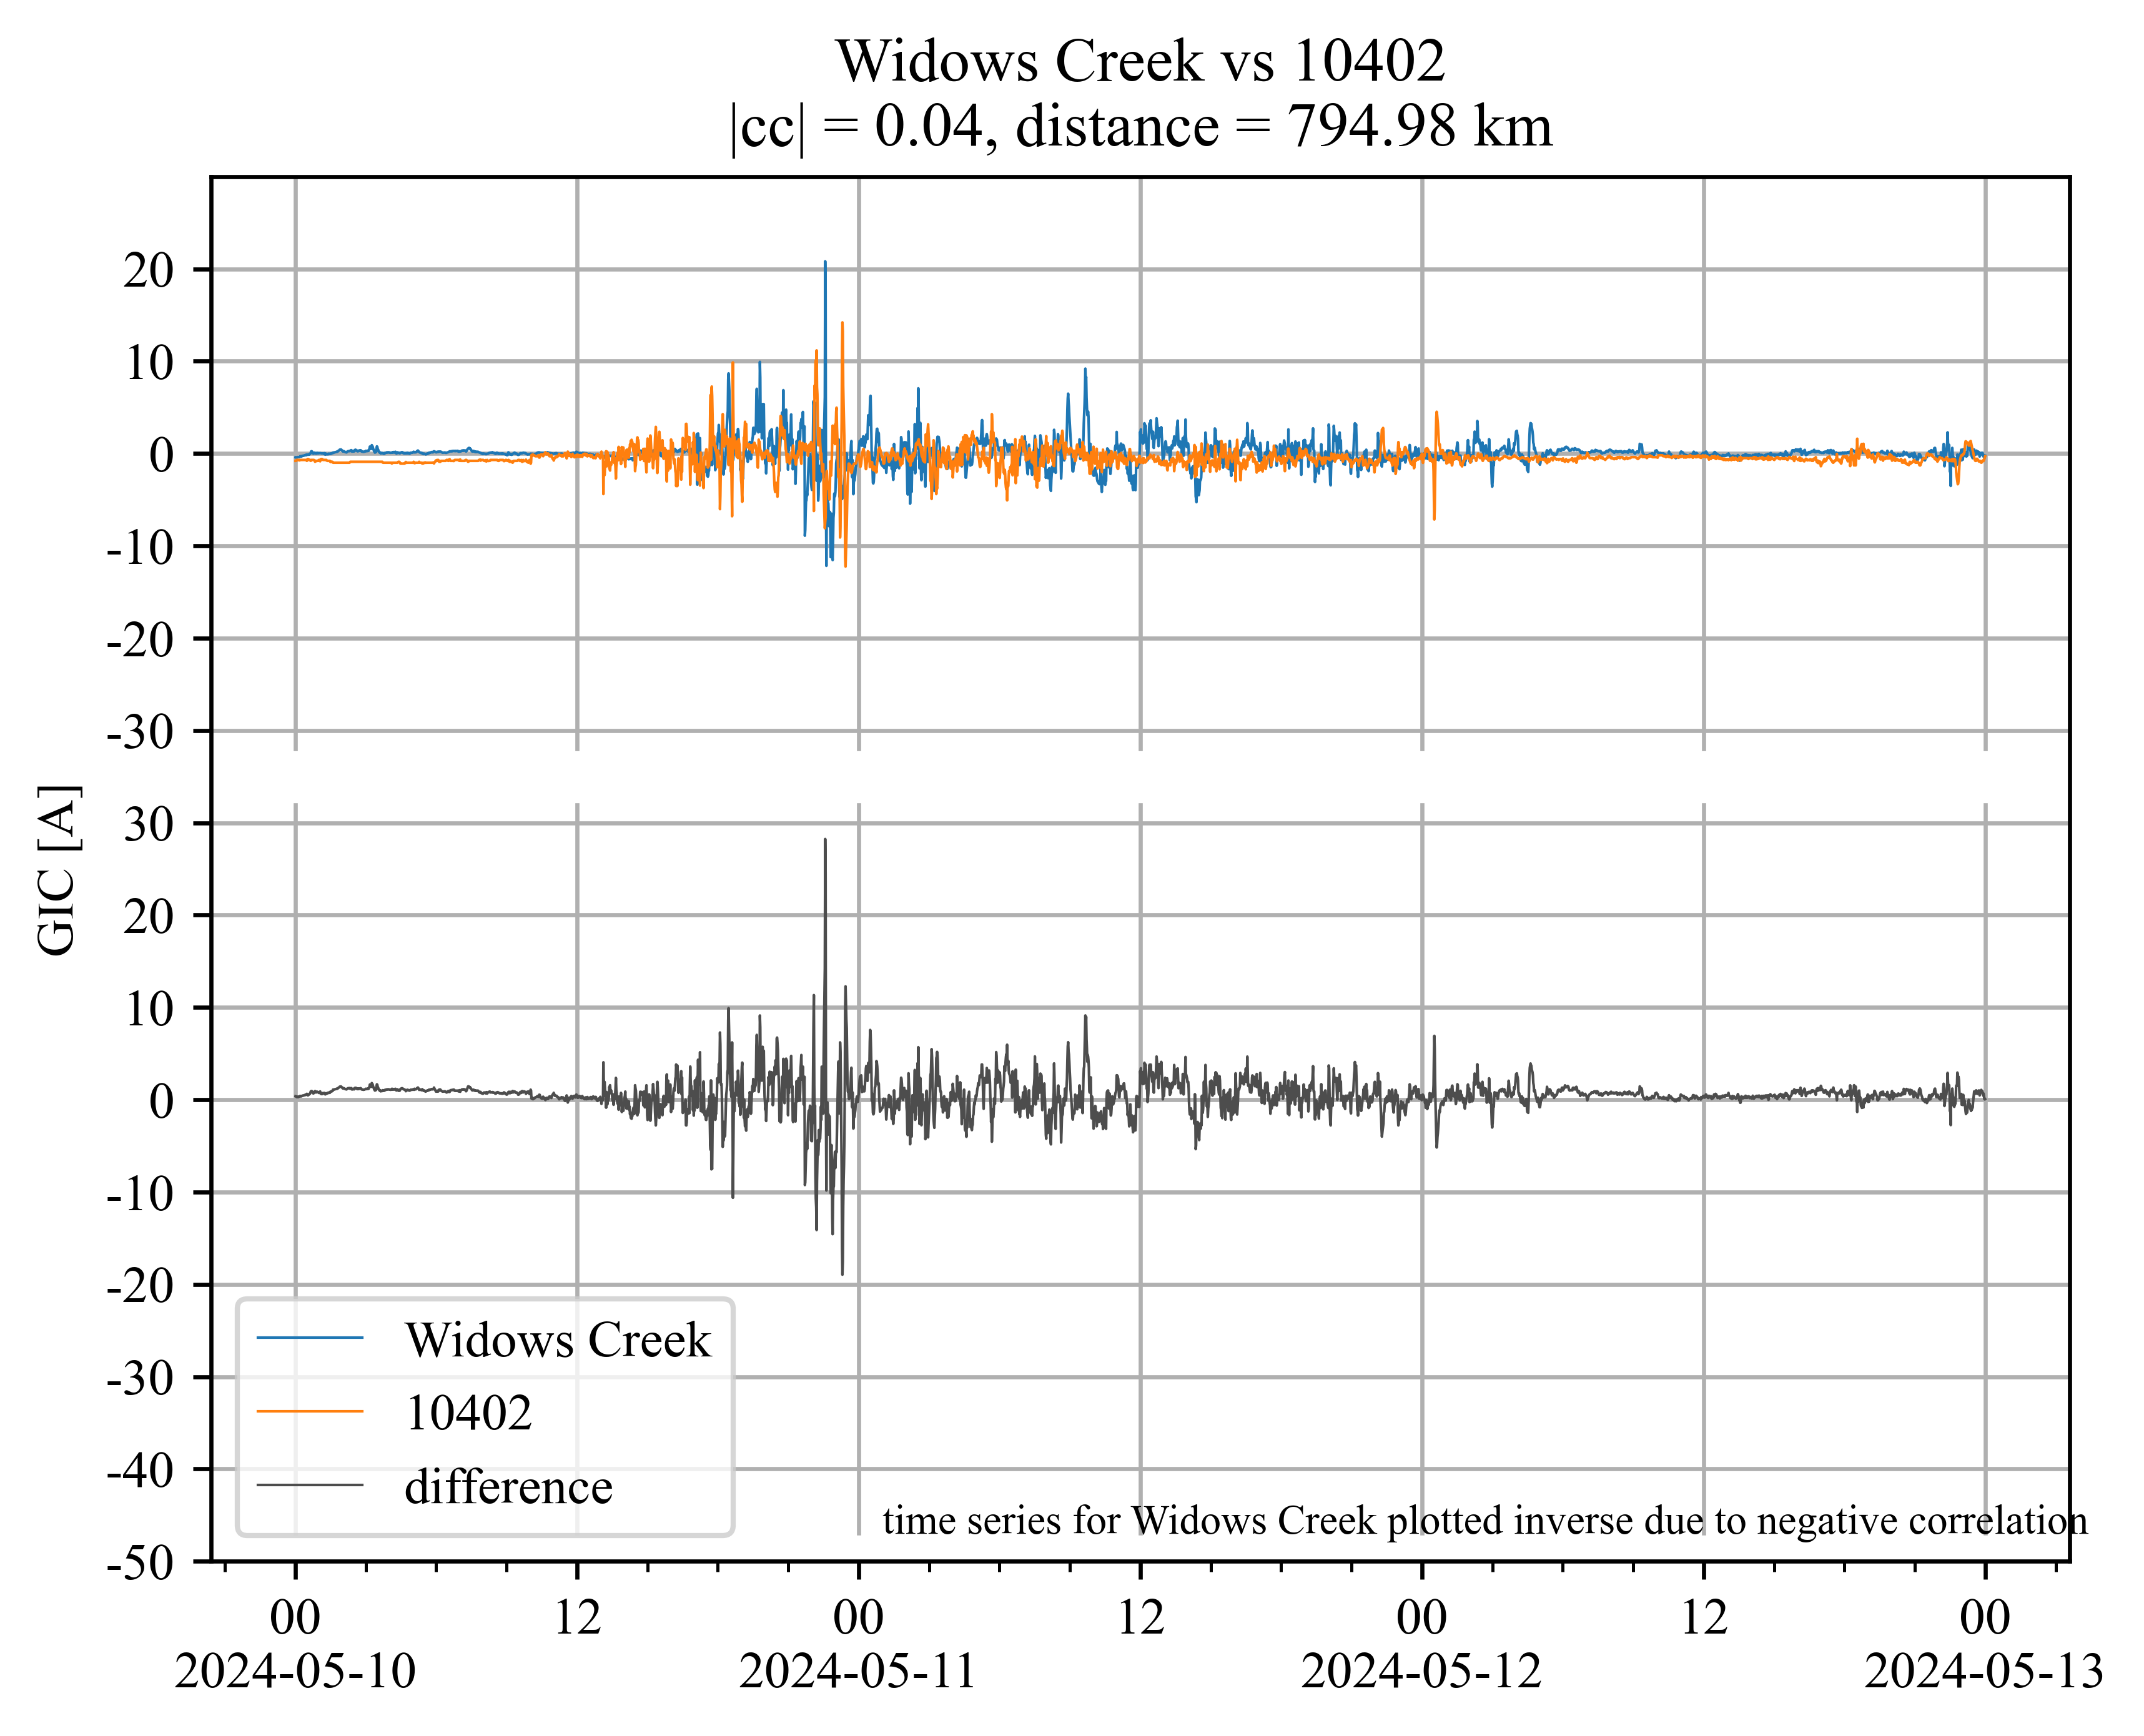 Widows Creek vs 10402
|cc| = 0.04, distance = 794.98 km
20
10
0
-10
-20
-30
30
20
10
0
-10
-20
-30
-40
-50
GIC [A]
Widows Creek
10402
difference
time series for Widows Creek plotted inverse due to negative correlation
00 12 00 12 00 12 00
2024-05-10 2024-05-11 2024-05-12 2024-05-13